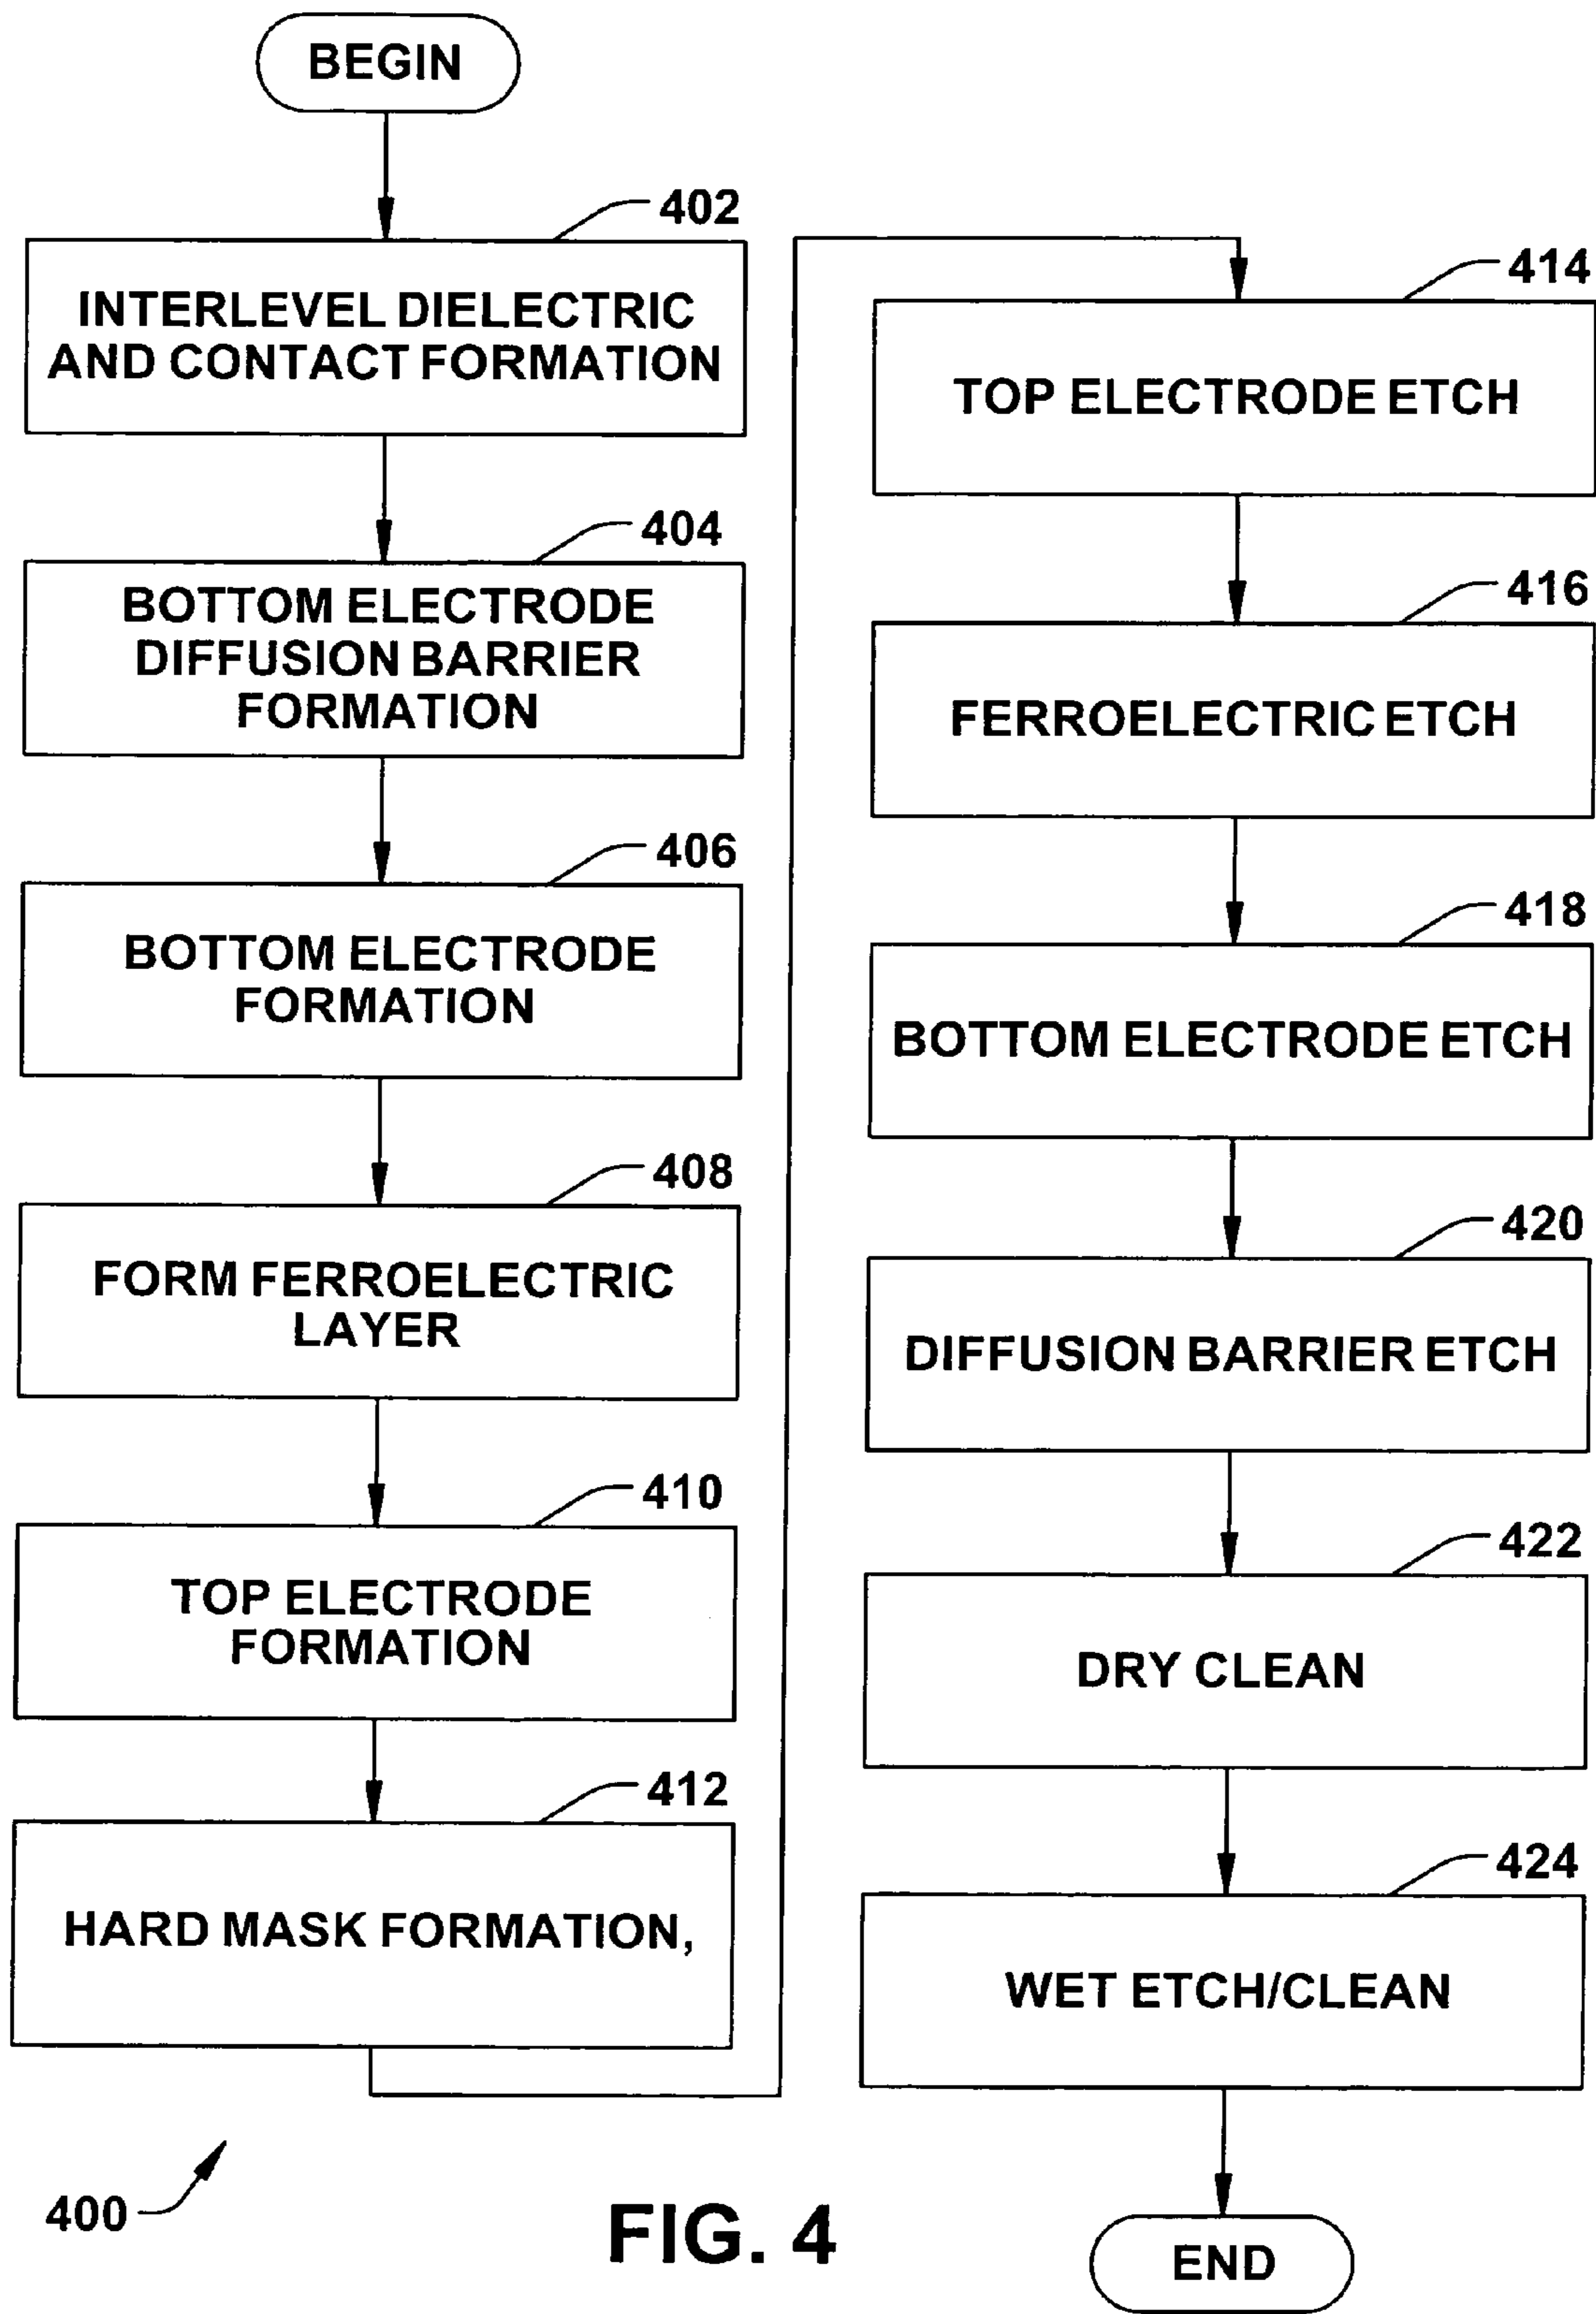 BEGIN
402
INTERLEVEL DIELECTRIC
AND CONTACT FORMATION
404
BOTTOM ELECTRODE
DIFFUSION BARRIER
FORMATION
406
BOTTOM ELECTRODE
FORMATION
408
FORM FERROELECTRIC
LAYER
410
TOP ELECTRODE
FORMATION
412
HARD MASK FORMATION,
414
TOP ELECTRODE ETCH
416
FERROELECTRIC ETCH
418
BOTTOM ELECTRODE ETCH
420
DIFFUSION BARRIER ETCH
422
DRY CLEAN
424
WET ETCH/CLEAN
END
400
FIG. 4